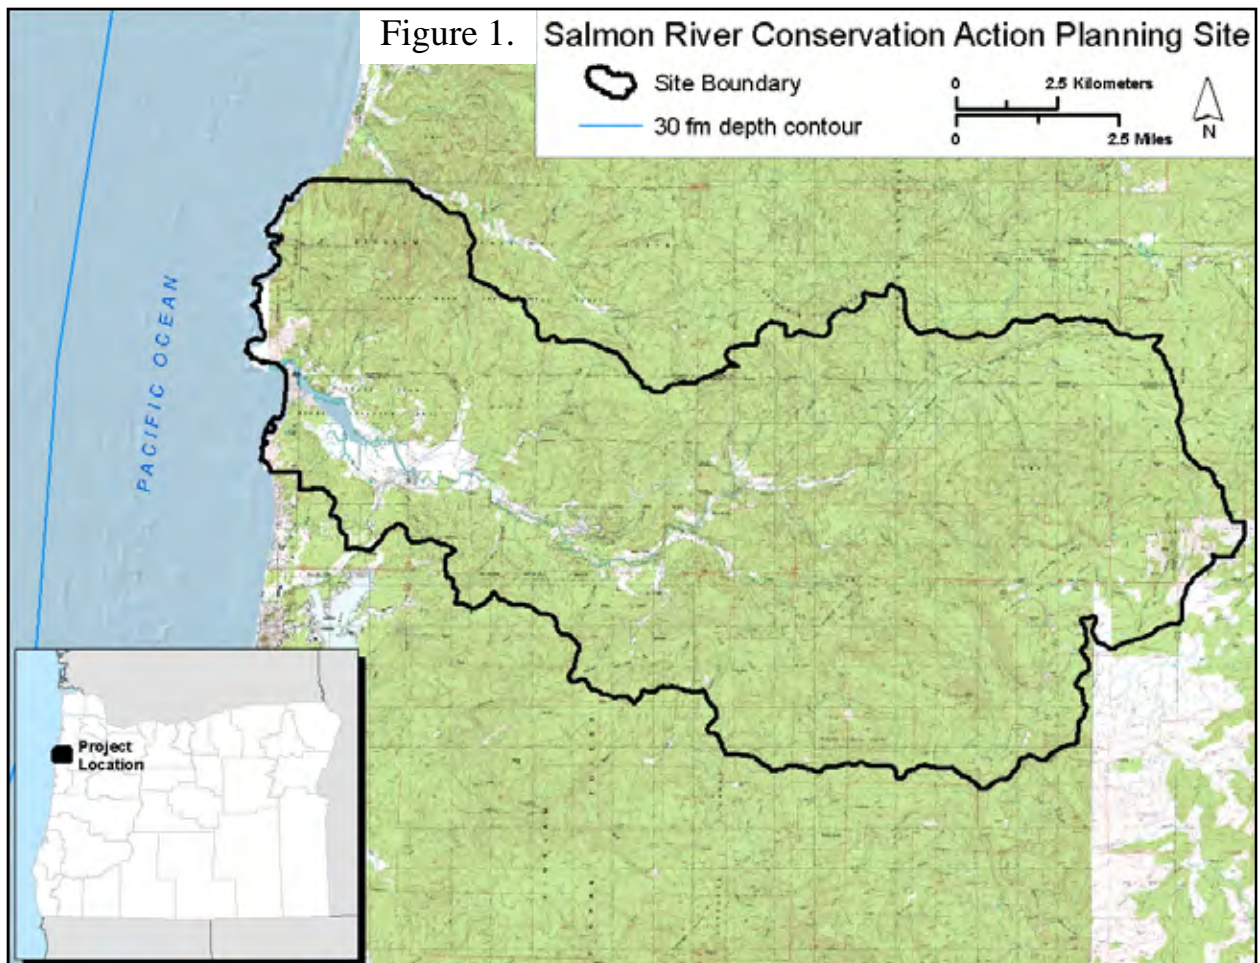 Figure 1.
Salmon River Conservation Action Planning Site
Site Boundary
30 fm depth contour
0 2.5 Kilometers
0 2.5 Miles
N
PACIFIC OCEAN
Project
Location